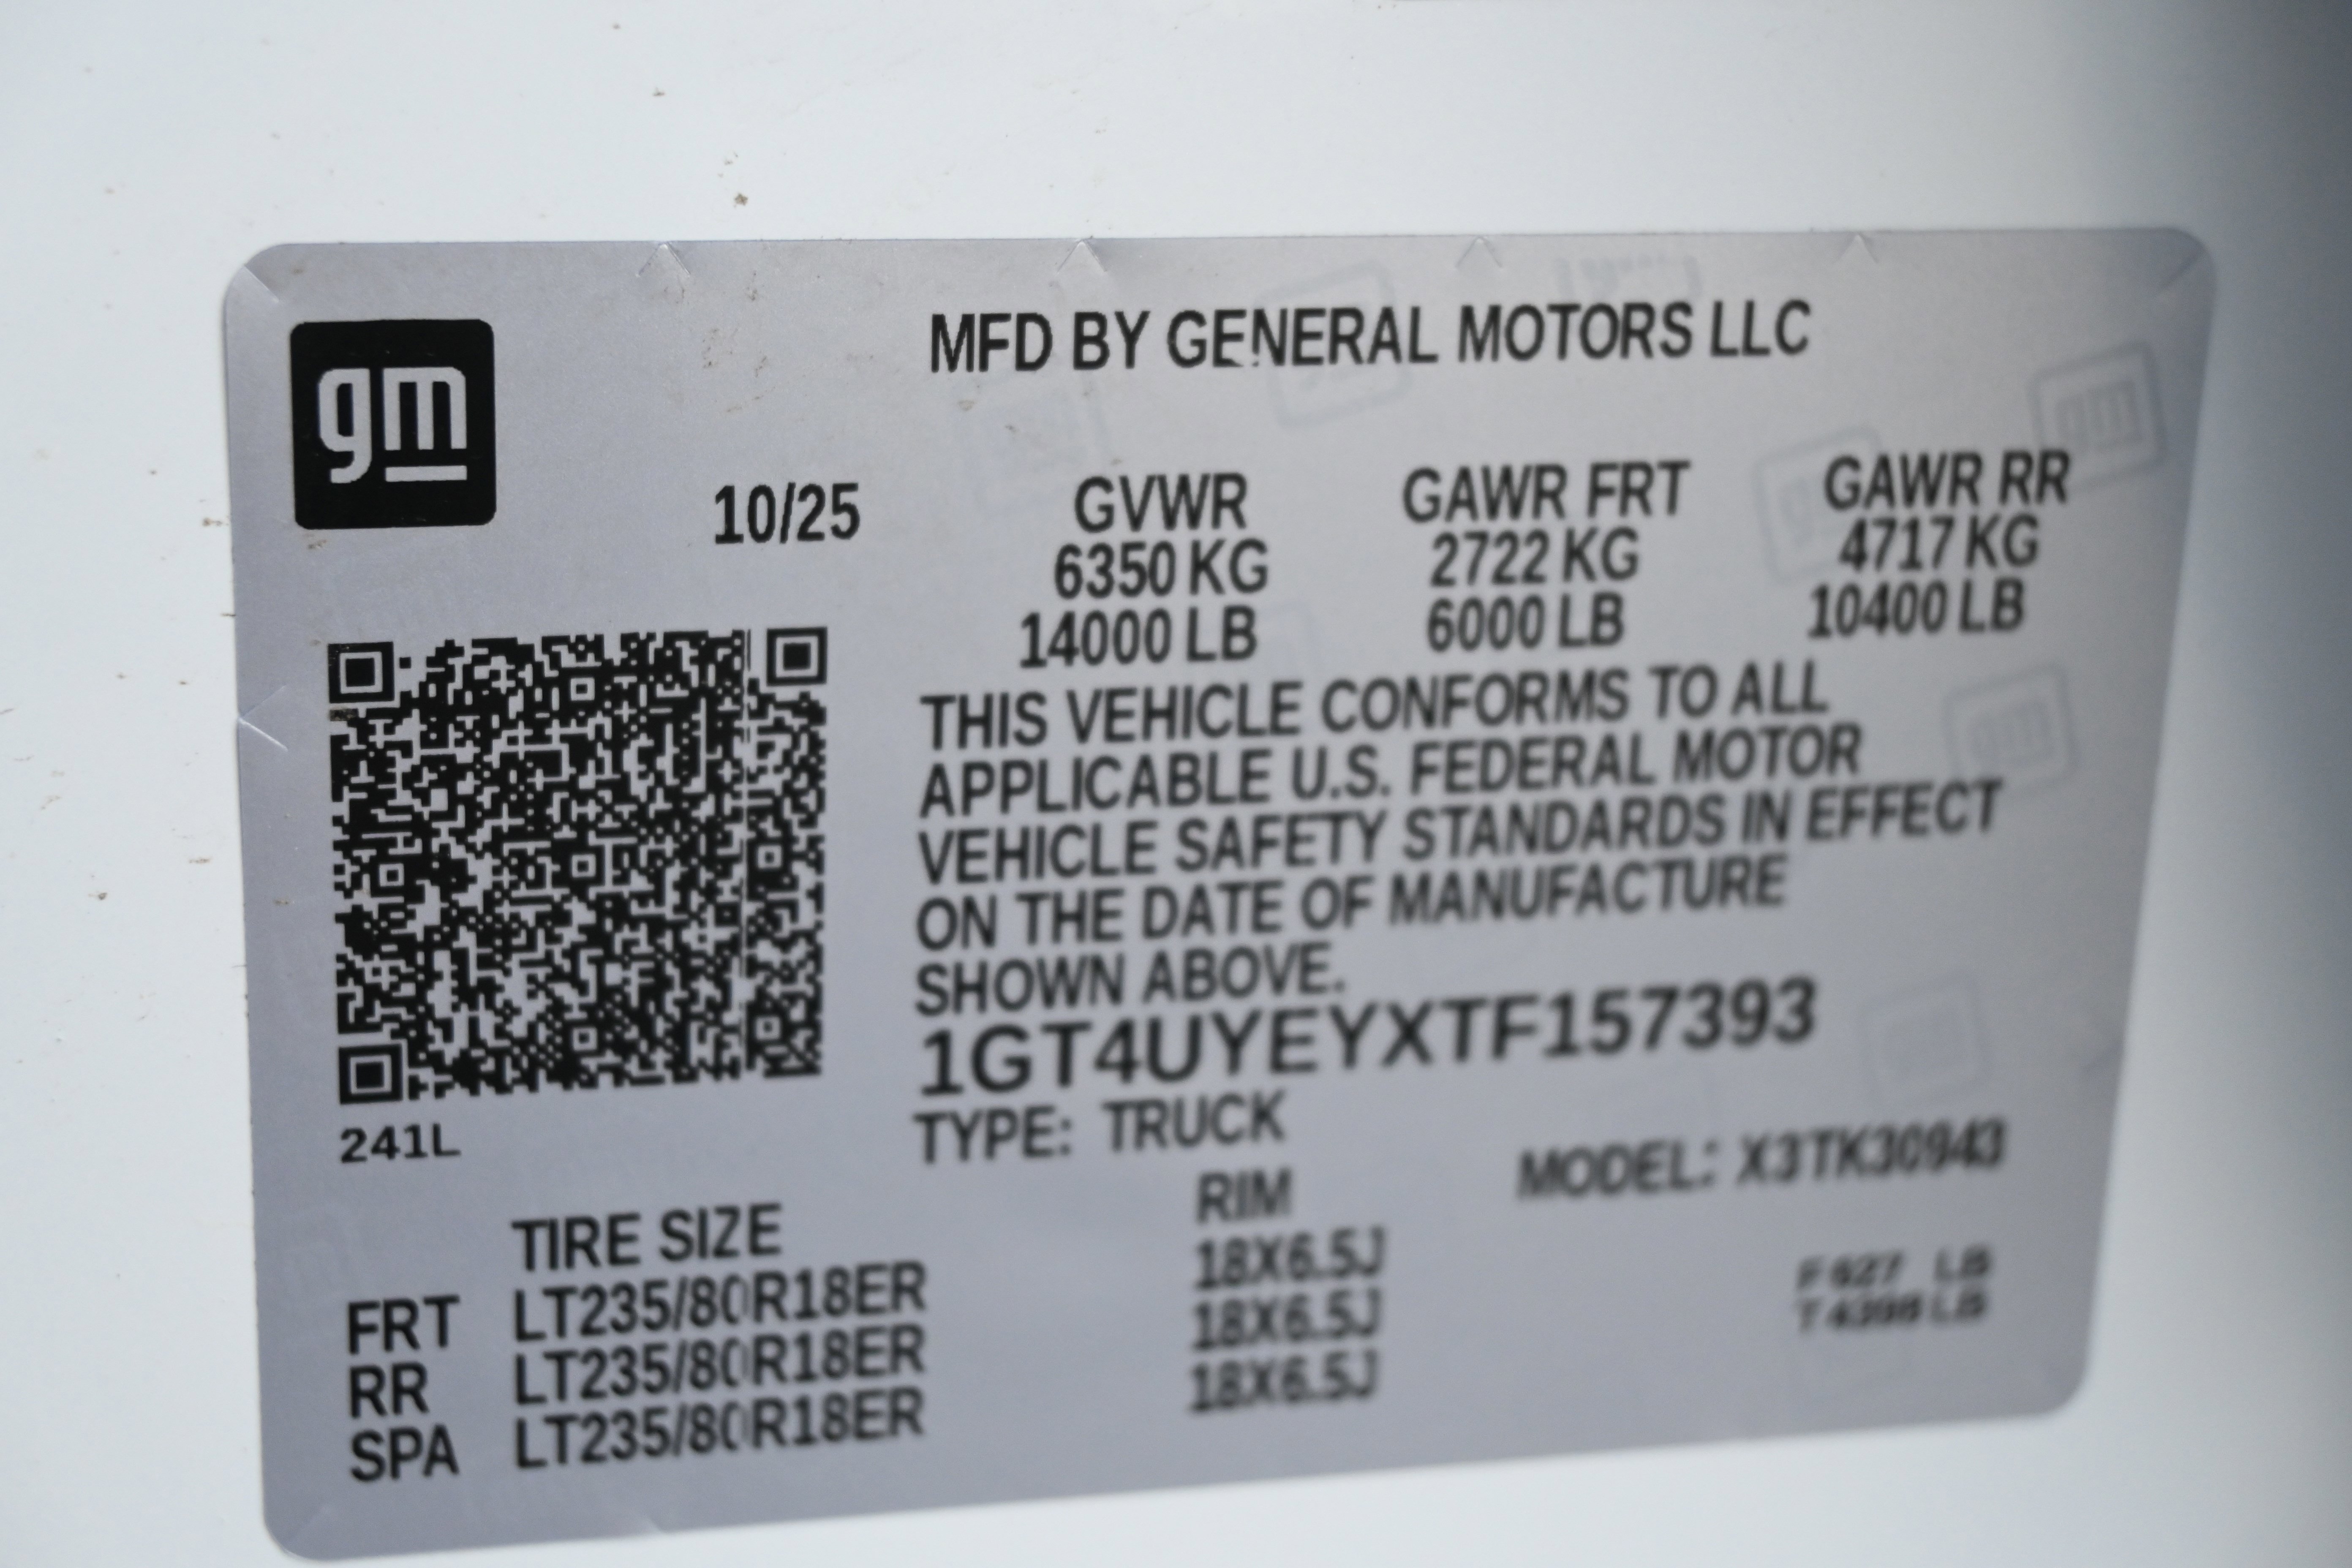 gm
MFD BY GENERAL MOTORS LLC
10/25
GVWR GAWR FRT GAWR RR
6350 KG 2722 KG 4717 KG
14000 LB 6000 LB 10400 LB
THIS VEHICLE CONFORMS TO ALL
APPLICABLE U.S. FEDERAL MOTOR
VEHICLE SAFETY STANDARDS IN EFFECT
ON THE DATE OF MANUFACTURE
SHOWN ABOVE.
1GT4UYEYXTF157393
241L
TYPE: TRUCK
MODEL: X3TK30943
TIRE SIZE RIM
FRT LT235/80R18ER 18X6.5J
RR LT235/80R18ER 18X6.5J
SPA LT235/80R18ER 18X6.5J
F 627 LB
T LB